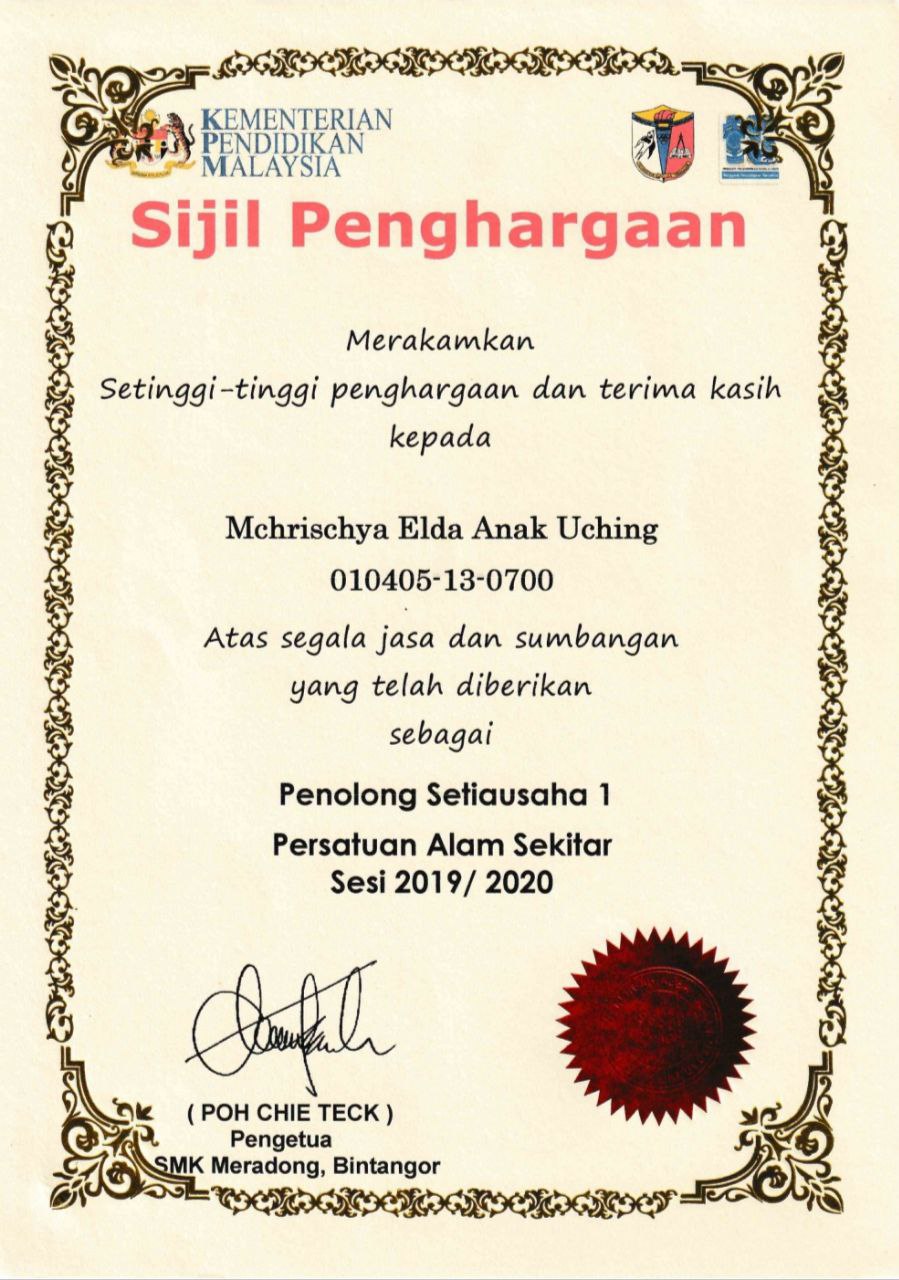 KEMENTERIAN
PENDIDIKAN
MALAYSIA
Sijil Penghargaan
Merakamkan
Setinggi-tinggi penghargaan dan terima kasih
kepada
Mchrischya Elda Anak Uching
010405-13-0700
Atas segala jasa dan sumbangan
yang telah diberikan
sebagai
Penolong Setiausaha 1
Persatuan Alam Sekitar
Sesi 2019/ 2020
( POH CHIE TECK )
Pengetua
SMK Meradong, Bintangor